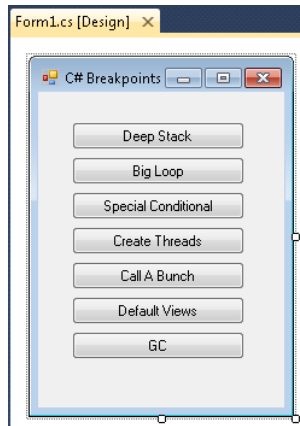 Form1.cs [Design]
C# Breakpoints
Deep Stack
Big Loop
Special Conditional
Create Threads
Call A Bunch
Default Views
GC